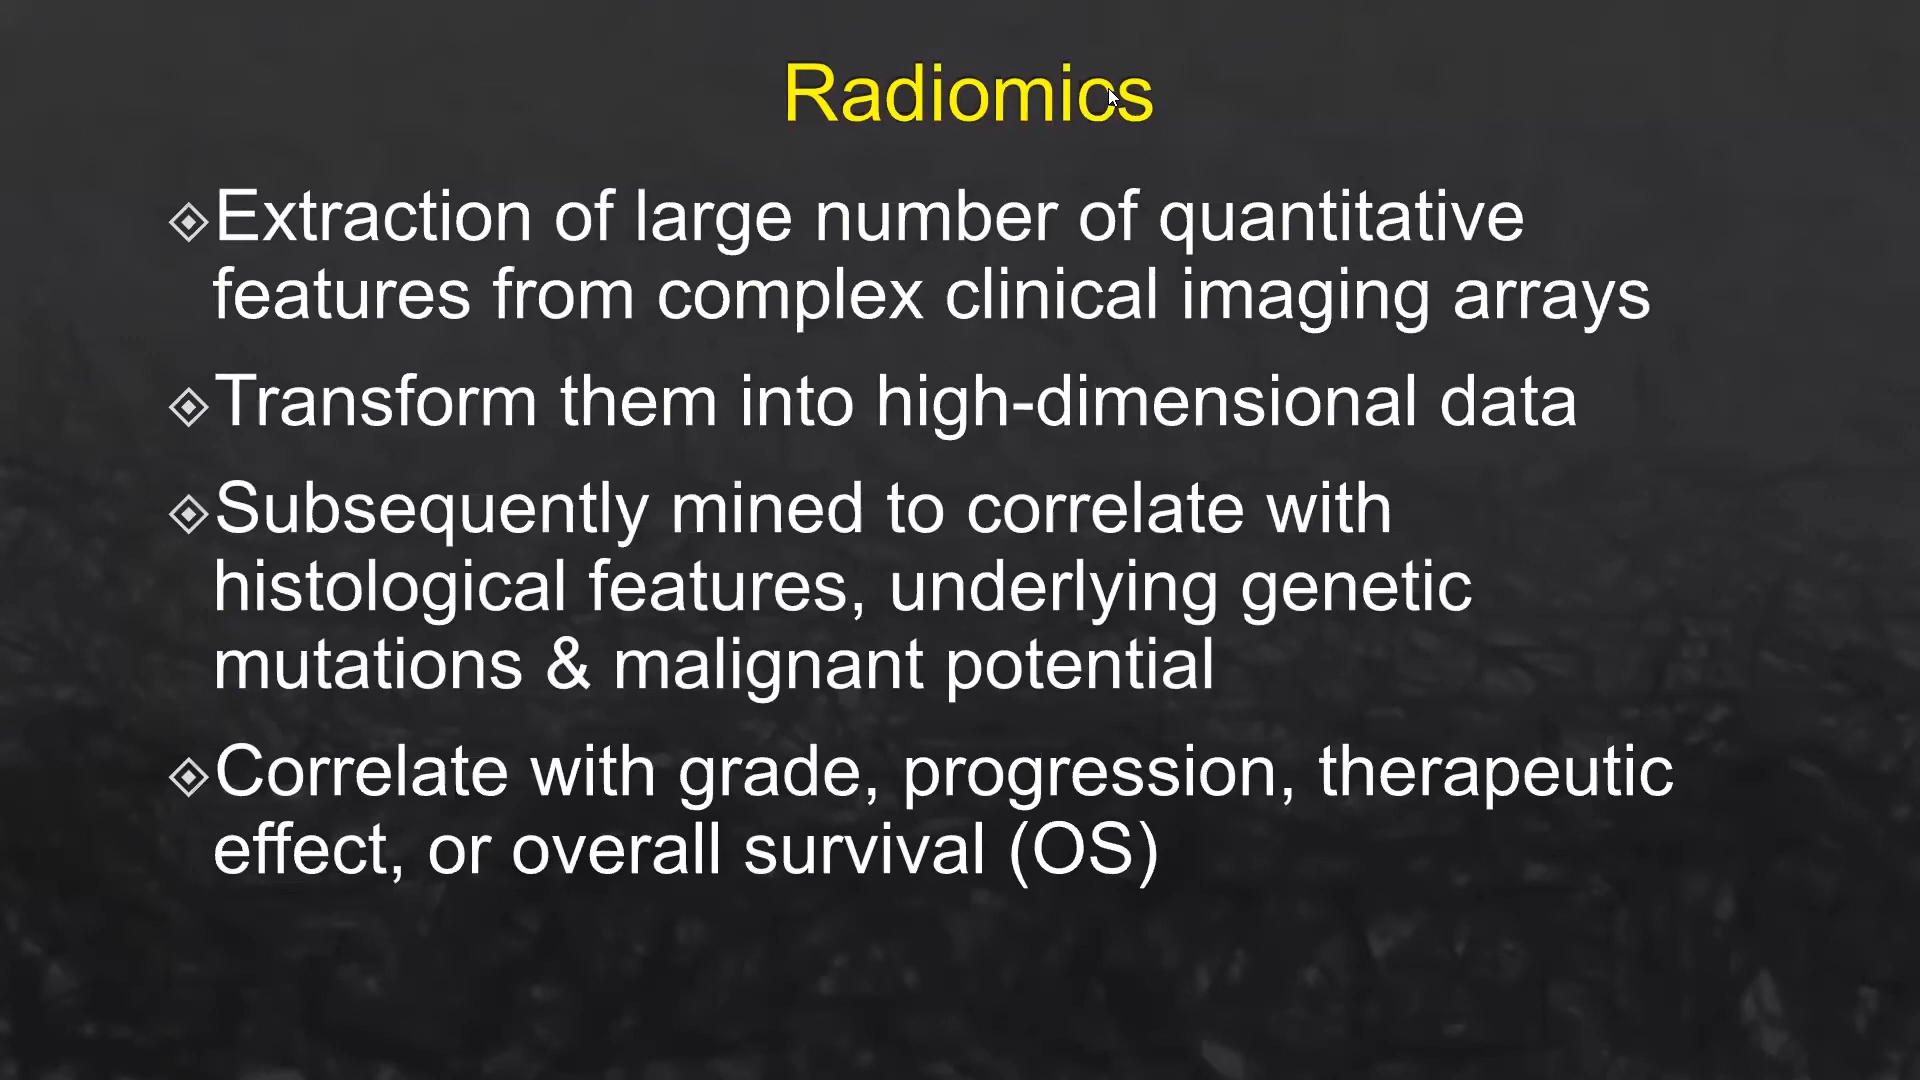 Radiomics
Extraction of large number of quantitative
features from complex clinical imaging arrays
Transform them into high-dimensional data
Subsequently mined to correlate with
histological features, underlying genetic
mutations & malignant potential
Correlate with grade, progression, therapeutic
effect, or overall survival (OS)